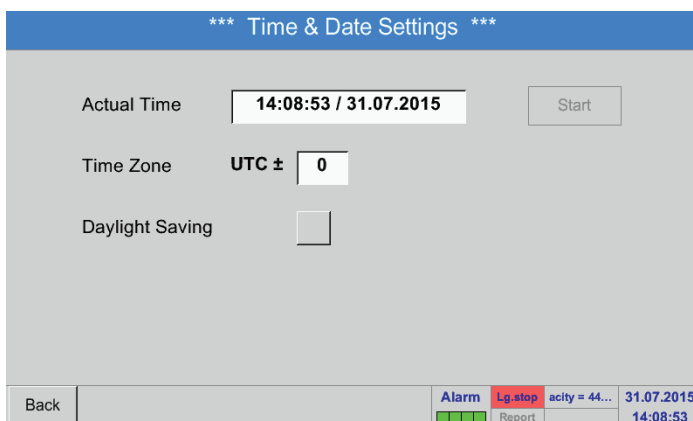 *** Time & Date Settings ***
Actual Time 14:08:53 / 31.07.2015 Start
Time Zone UTC ± 0
Daylight Saving
Back Alarm Lg.stop acity = 44... 31.07.2015
Report 14:08:53